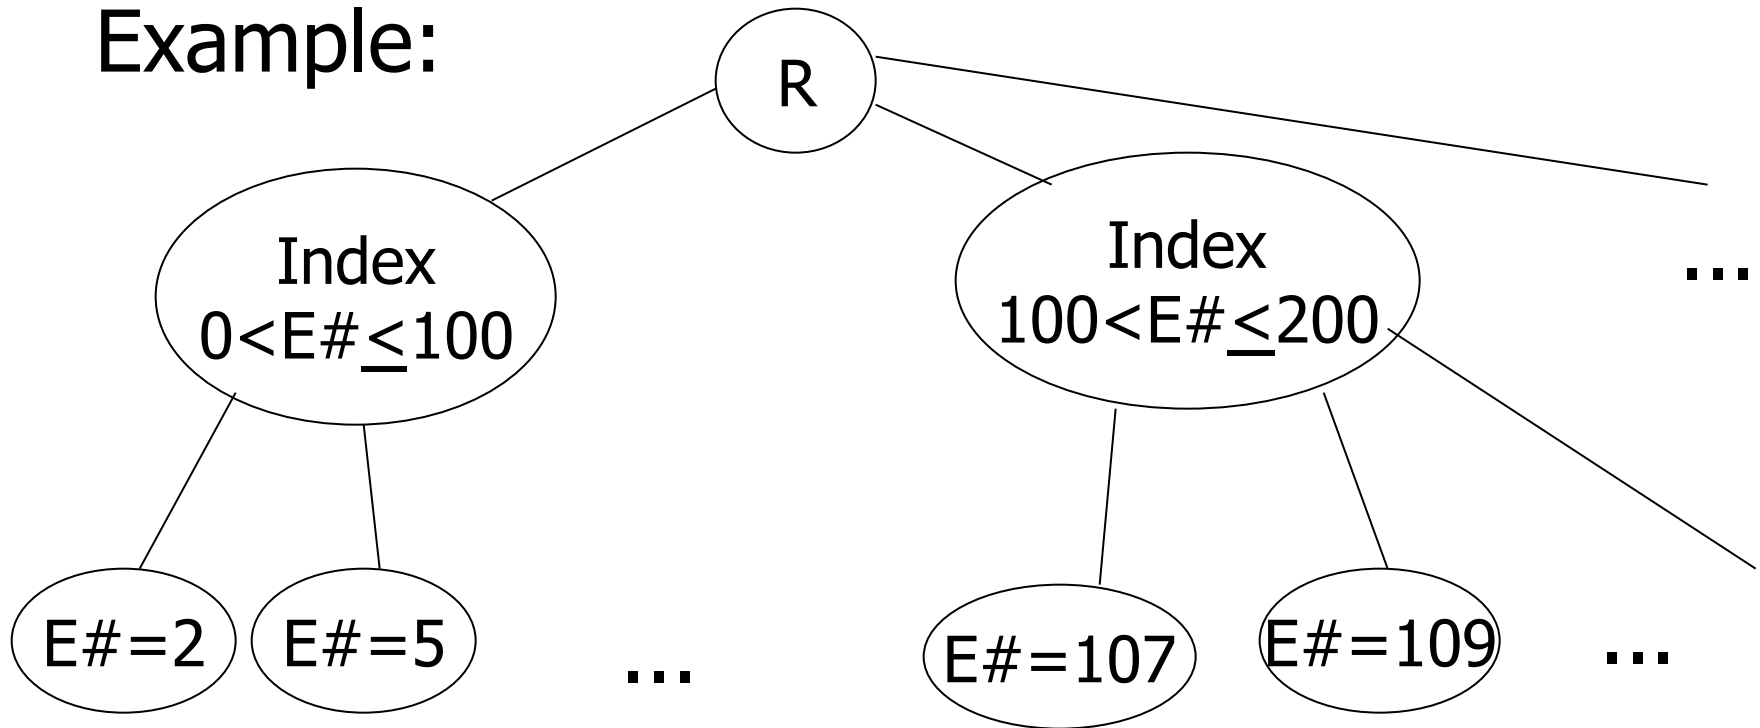 Example:
R
Index
0<E#≤100
Index
100<E#≤200
...
E#=2
E#=5
...
E#=107
E#=109
...